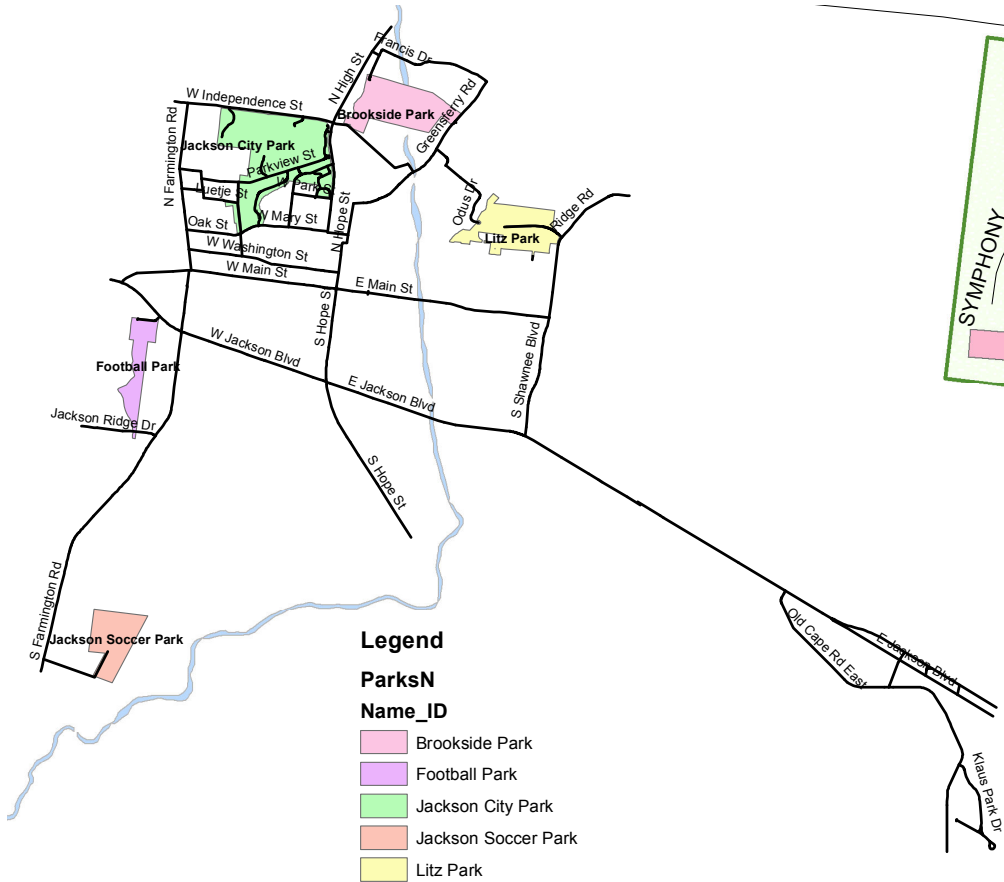 Francis Dr
N High St
W Independence St
Brookside Park
Greensferry Rd
N Farmington Rd
Jackson City Park
Parkview St
W Park S
Luetje St
Odus Dr
Ridge Rd
W Mary St
N Hope St
Oak St
Litz Park
W Washington St
W Main St
E Main St
S Hope S
SYMPHONY
W Jackson Blvd
S Shawnee Blvd
Football Park
E Jackson Blvd
Jackson Ridge Dr
S Hope St
S Farmington Rd
Jackson Soccer Park
Old Cape Rd East
E Jackson Blvd
Klaus Park Dr
Legend
ParksN
Name_ID
Brookside Park
Football Park
Jackson City Park
Jackson Soccer Park
Litz Park